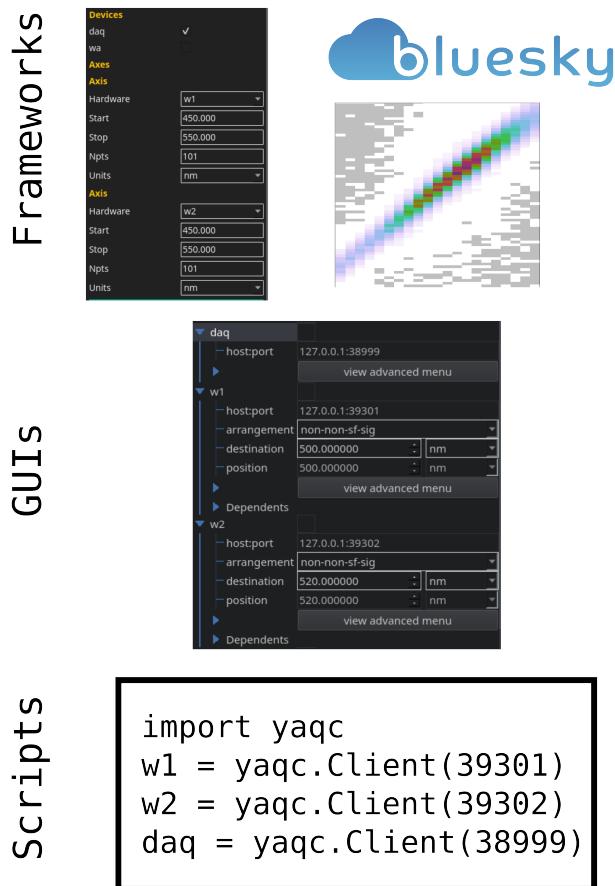 Frameworks
Devices
daq ✓
wa
Axes
Axis
Hardware w1
Start 450.000
Stop 550.000
Npts 101
Units nm
Axis
Hardware w2
Start 450.000
Stop 550.000
Npts 101
Units nm
bluesky
GUIs
daq
host:port 127.0.0.1:38999
view advanced menu
w1
host:port 127.0.0.1:39301
arrangement non-non-sf-sig
destination 500.000000 nm
position 500.000000 nm
view advanced menu
Dependents
w2
host:port 127.0.0.1:39302
arrangement non-non-sf-sig
destination 520.000000 nm
position 520.000000 nm
view advanced menu
Dependents
Scripts
import yaqc
w1 = yaqc.Client(39301)
w2 = yaqc.Client(39302)
daq = yaqc.Client(38999)